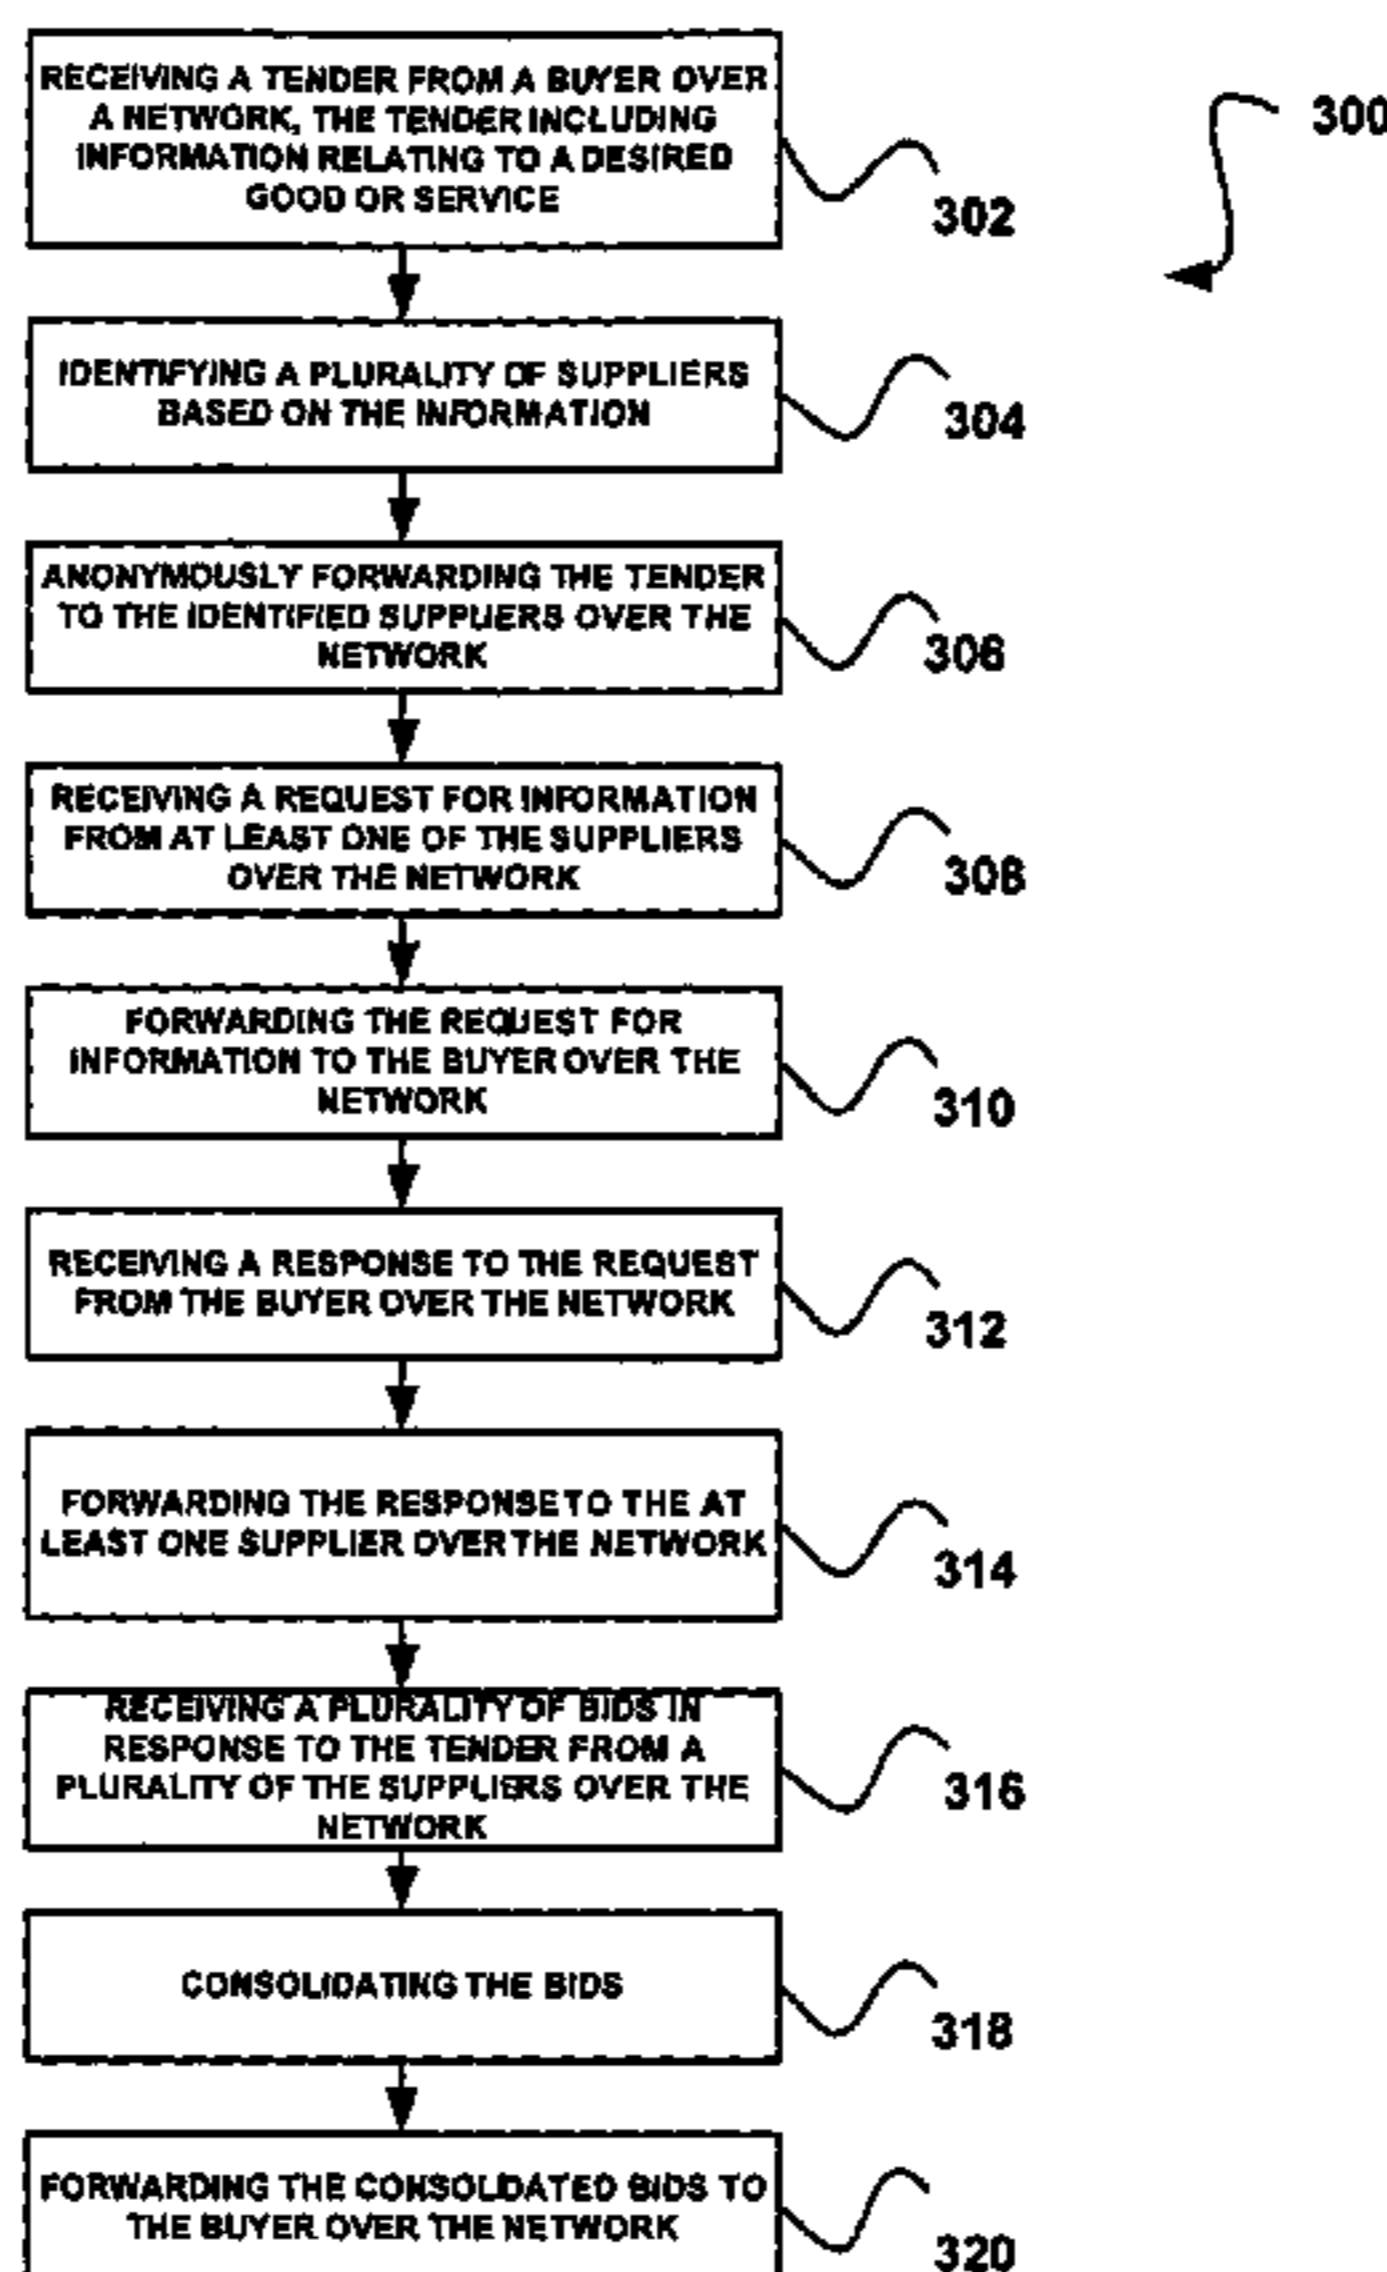 RECEIVING A TENDER FROM A BUYER OVER
A NETWORK, THE TENDER INCLUDING
INFORMATION RELATING TO A DESIRED
GOOD OR SERVICE
300
302
IDENTIFYING A PLURALITY OF SUPPLIERS
BASED ON THE INFORMATION
304
ANONYMOUSLY FORWARDING THE TENDER
TO THE IDENTIFIED SUPPLIERS OVER THE
NETWORK
306
RECEIVING A REQUEST FOR INFORMATION
FROM AT LEAST ONE OF THE SUPPLIERS
OVER THE NETWORK
308
FORWARDING THE REQUEST FOR
INFORMATION TO THE BUYER OVER THE
NETWORK
310
RECEIVING A RESPONSE TO THE REQUEST
FROM THE BUYER OVER THE NETWORK
312
FORWARDING THE RESPONSE TO THE AT
LEAST ONE SUPPLIER OVER THE NETWORK
314
RECEIVING A PLURALITY OF BIDS IN
RESPONSE TO THE TENDER FROM A
PLURALITY OF THE SUPPLIERS OVER THE
NETWORK
316
CONSOLIDATING THE BIDS
318
FORWARDING THE CONSOLIDATED BIDS TO
THE BUYER OVER THE NETWORK
320